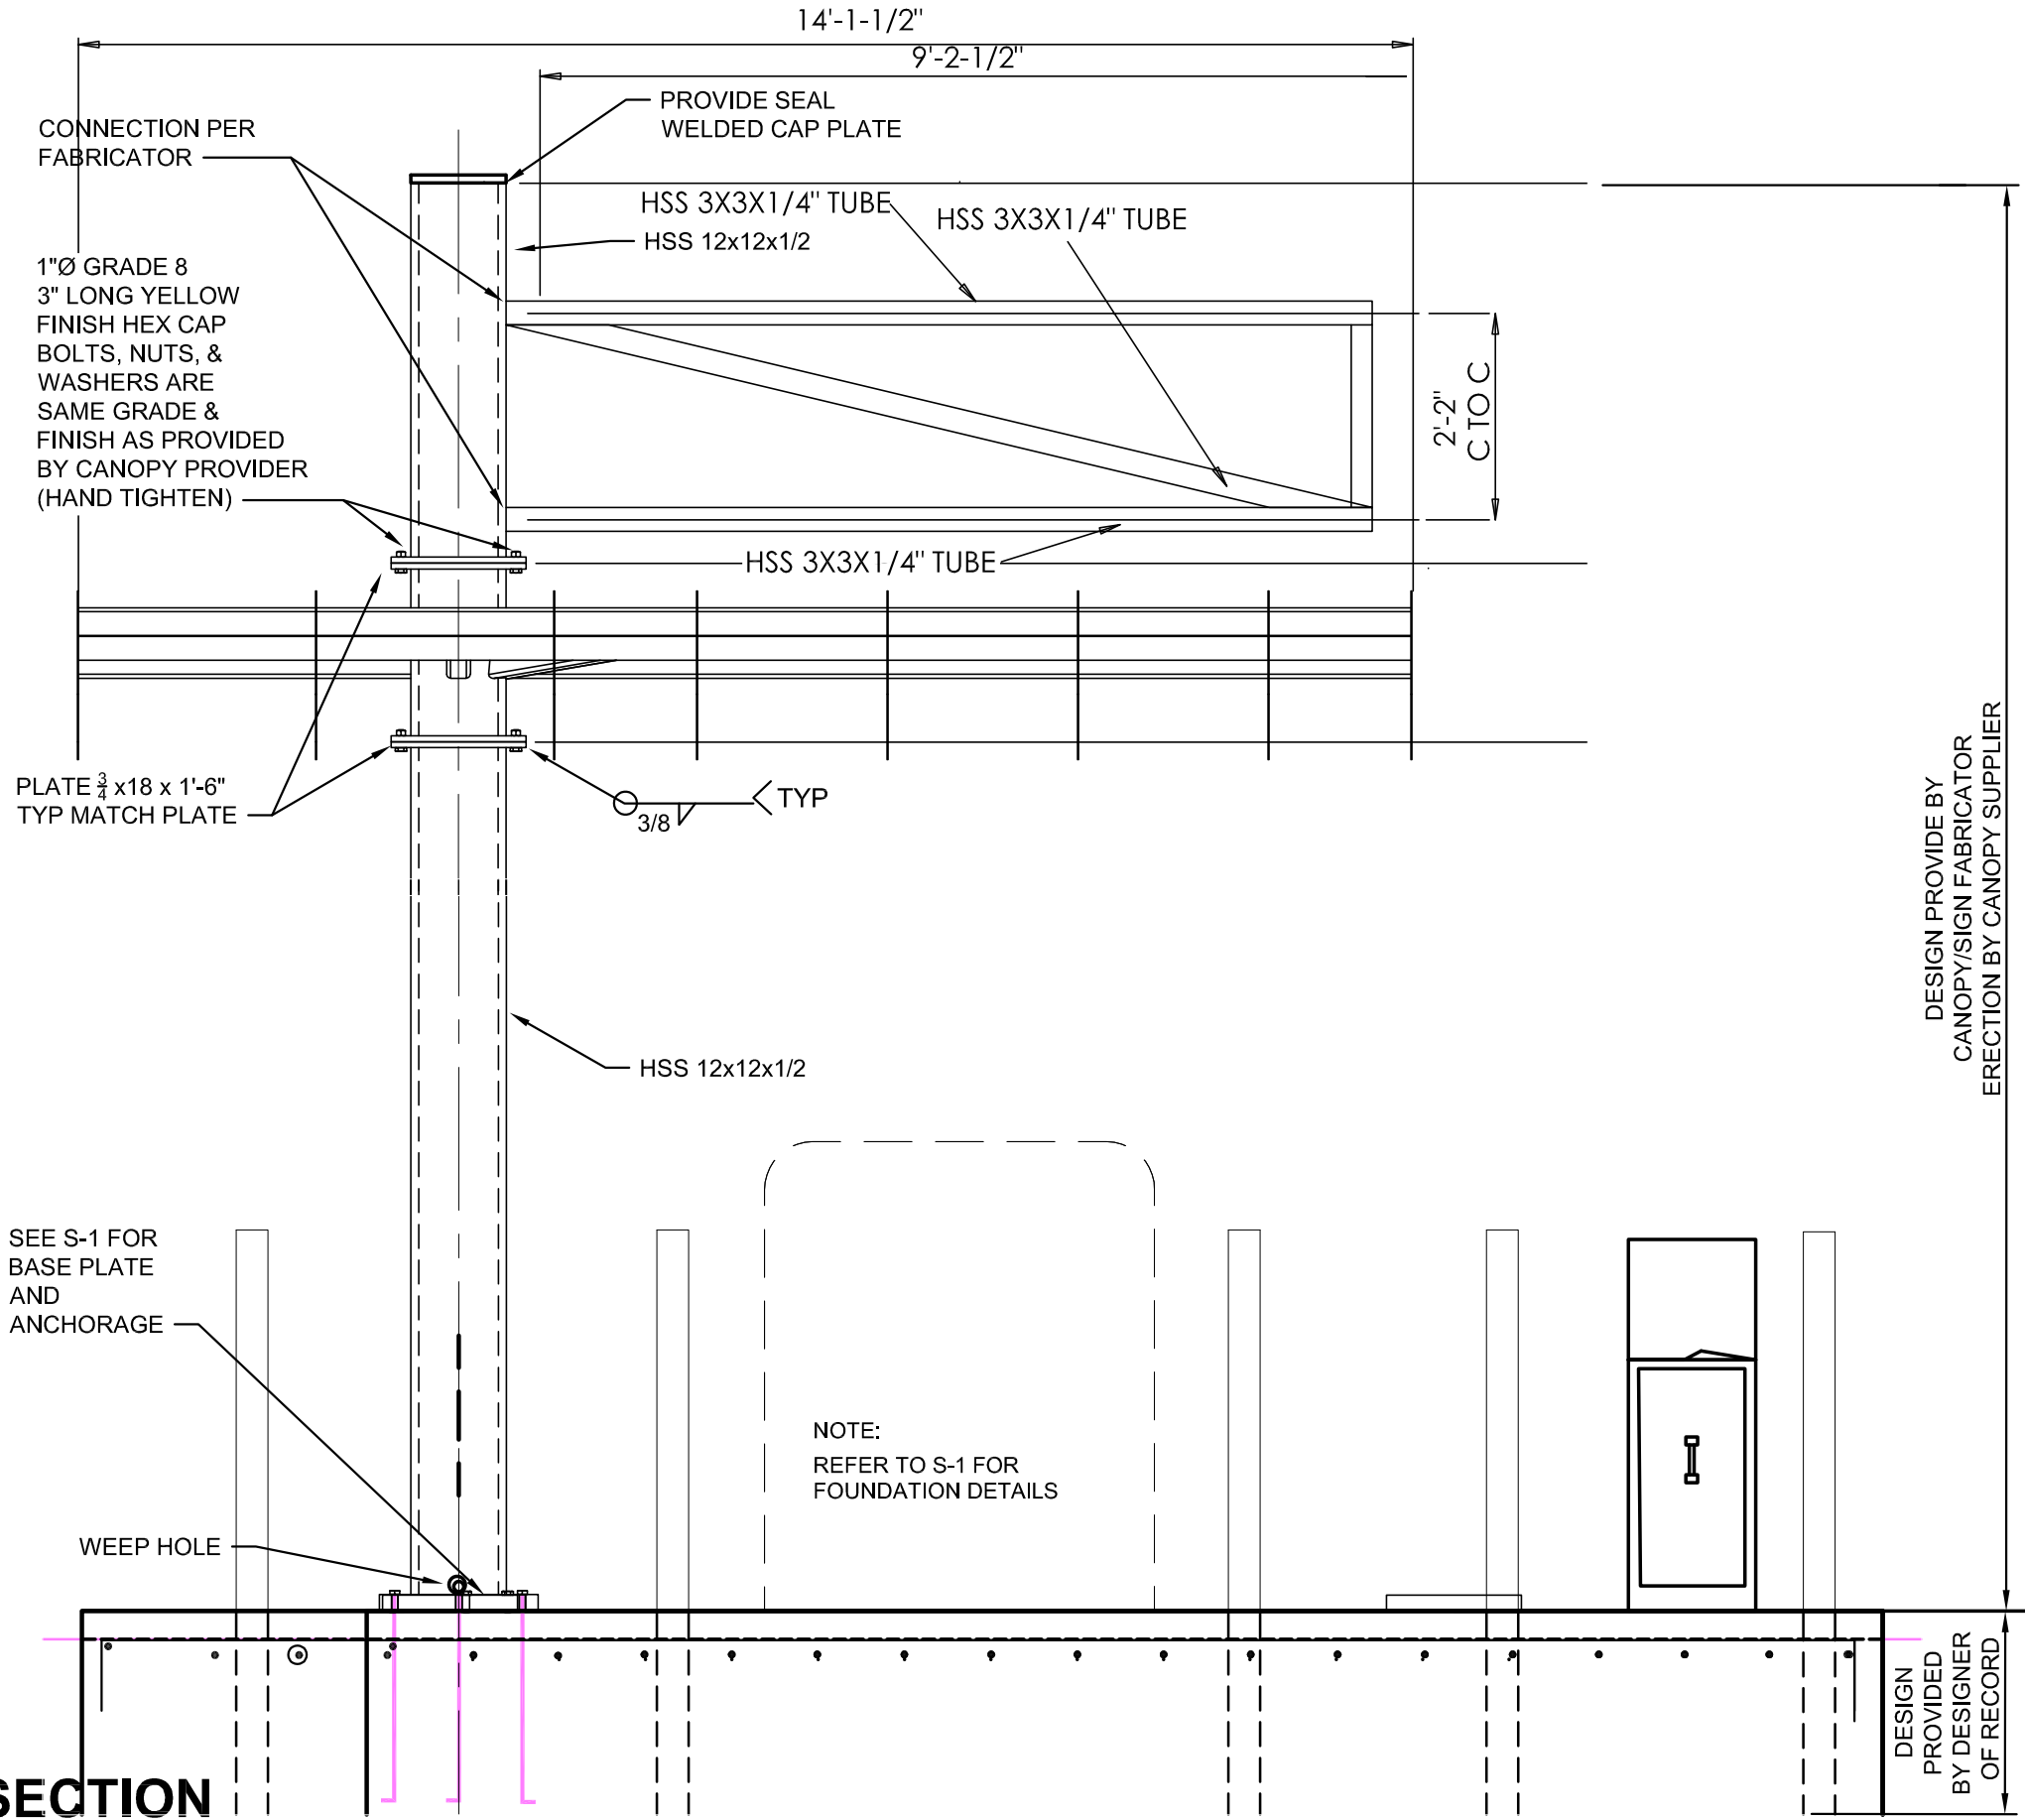 14'-1-1/2"
9'-2-1/2"
PROVIDE SEAL
WELDED CAP PLATE
CONNECTION PER
FABRICATOR
HSS 3X3X1/4" TUBE
HSS 3X3X1/4" TUBE
HSS 12x12x1/2
1"Ø GRADE 8
3" LONG YELLOW
FINISH HEX CAP
BOLTS, NUTS, &
WASHERS ARE
SAME GRADE &
FINISH AS PROVIDED
BY CANOPY PROVIDER
(HAND TIGHTEN)
2'-2"
C TO C
HSS 3X3X1/4" TUBE
PLATE 3/4 x18 x 1'-6"
TYP MATCH PLATE
3/8
TYP
DESIGN PROVIDE BY
CANOPY/SIGN FABRICATOR
ERECTION BY CANOPY SUPPLIER
HSS 12x12x1/2
SEE S-1 FOR
BASE PLATE
AND
ANCHORAGE
NOTE:
REFER TO S-1 FOR
FOUNDATION DETAILS
WEEP HOLE
DESIGN
PROVIDED
BY DESIGNER
OF RECORD
SECTION